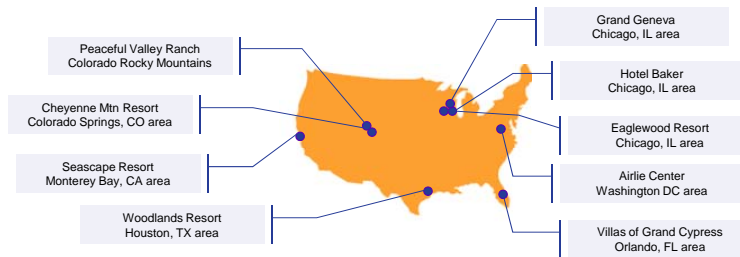 Peaceful Valley Ranch
Colorado Rocky Mountains
Cheyenne Mtn Resort
Colorado Springs, CO area
Seascape Resort
Monterey Bay, CA area
Woodlands Resort
Houston, TX area
Grand Geneva
Chicago, IL area
Hotel Baker
Chicago, IL area
Eaglewood Resort
Chicago, IL area
Airlie Center
Washington DC area
Villas of Grand Cypress
Orlando, FL area